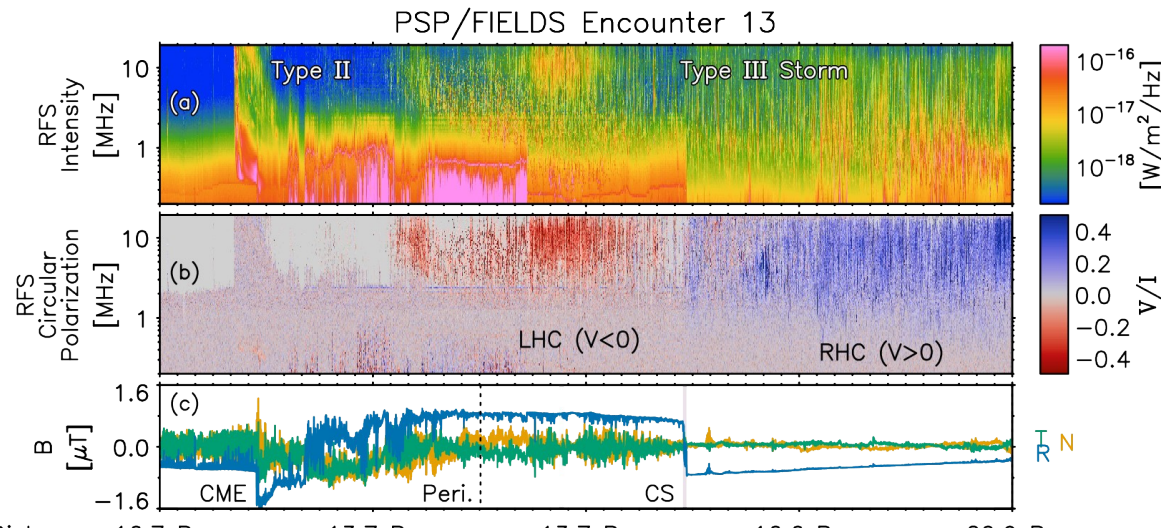 PSP/FIELDS Encounter 13
RFS
Intensity
[MHz]
10
1
(a)
Type II
Type III Storm
10⁻¹⁶
10⁻¹⁷
10⁻¹⁸
[W/m²/Hz]
RFS
Circular
Polarization
[MHz]
10
1
(b)
LHC (V<0)
RHC (V>0)
0.4
0.2
0.0
−0.2
−0.4
V/I
B
[μT]
1.6
0.0
−1.6
(c)
CME
Peri.
CS
T
R
N